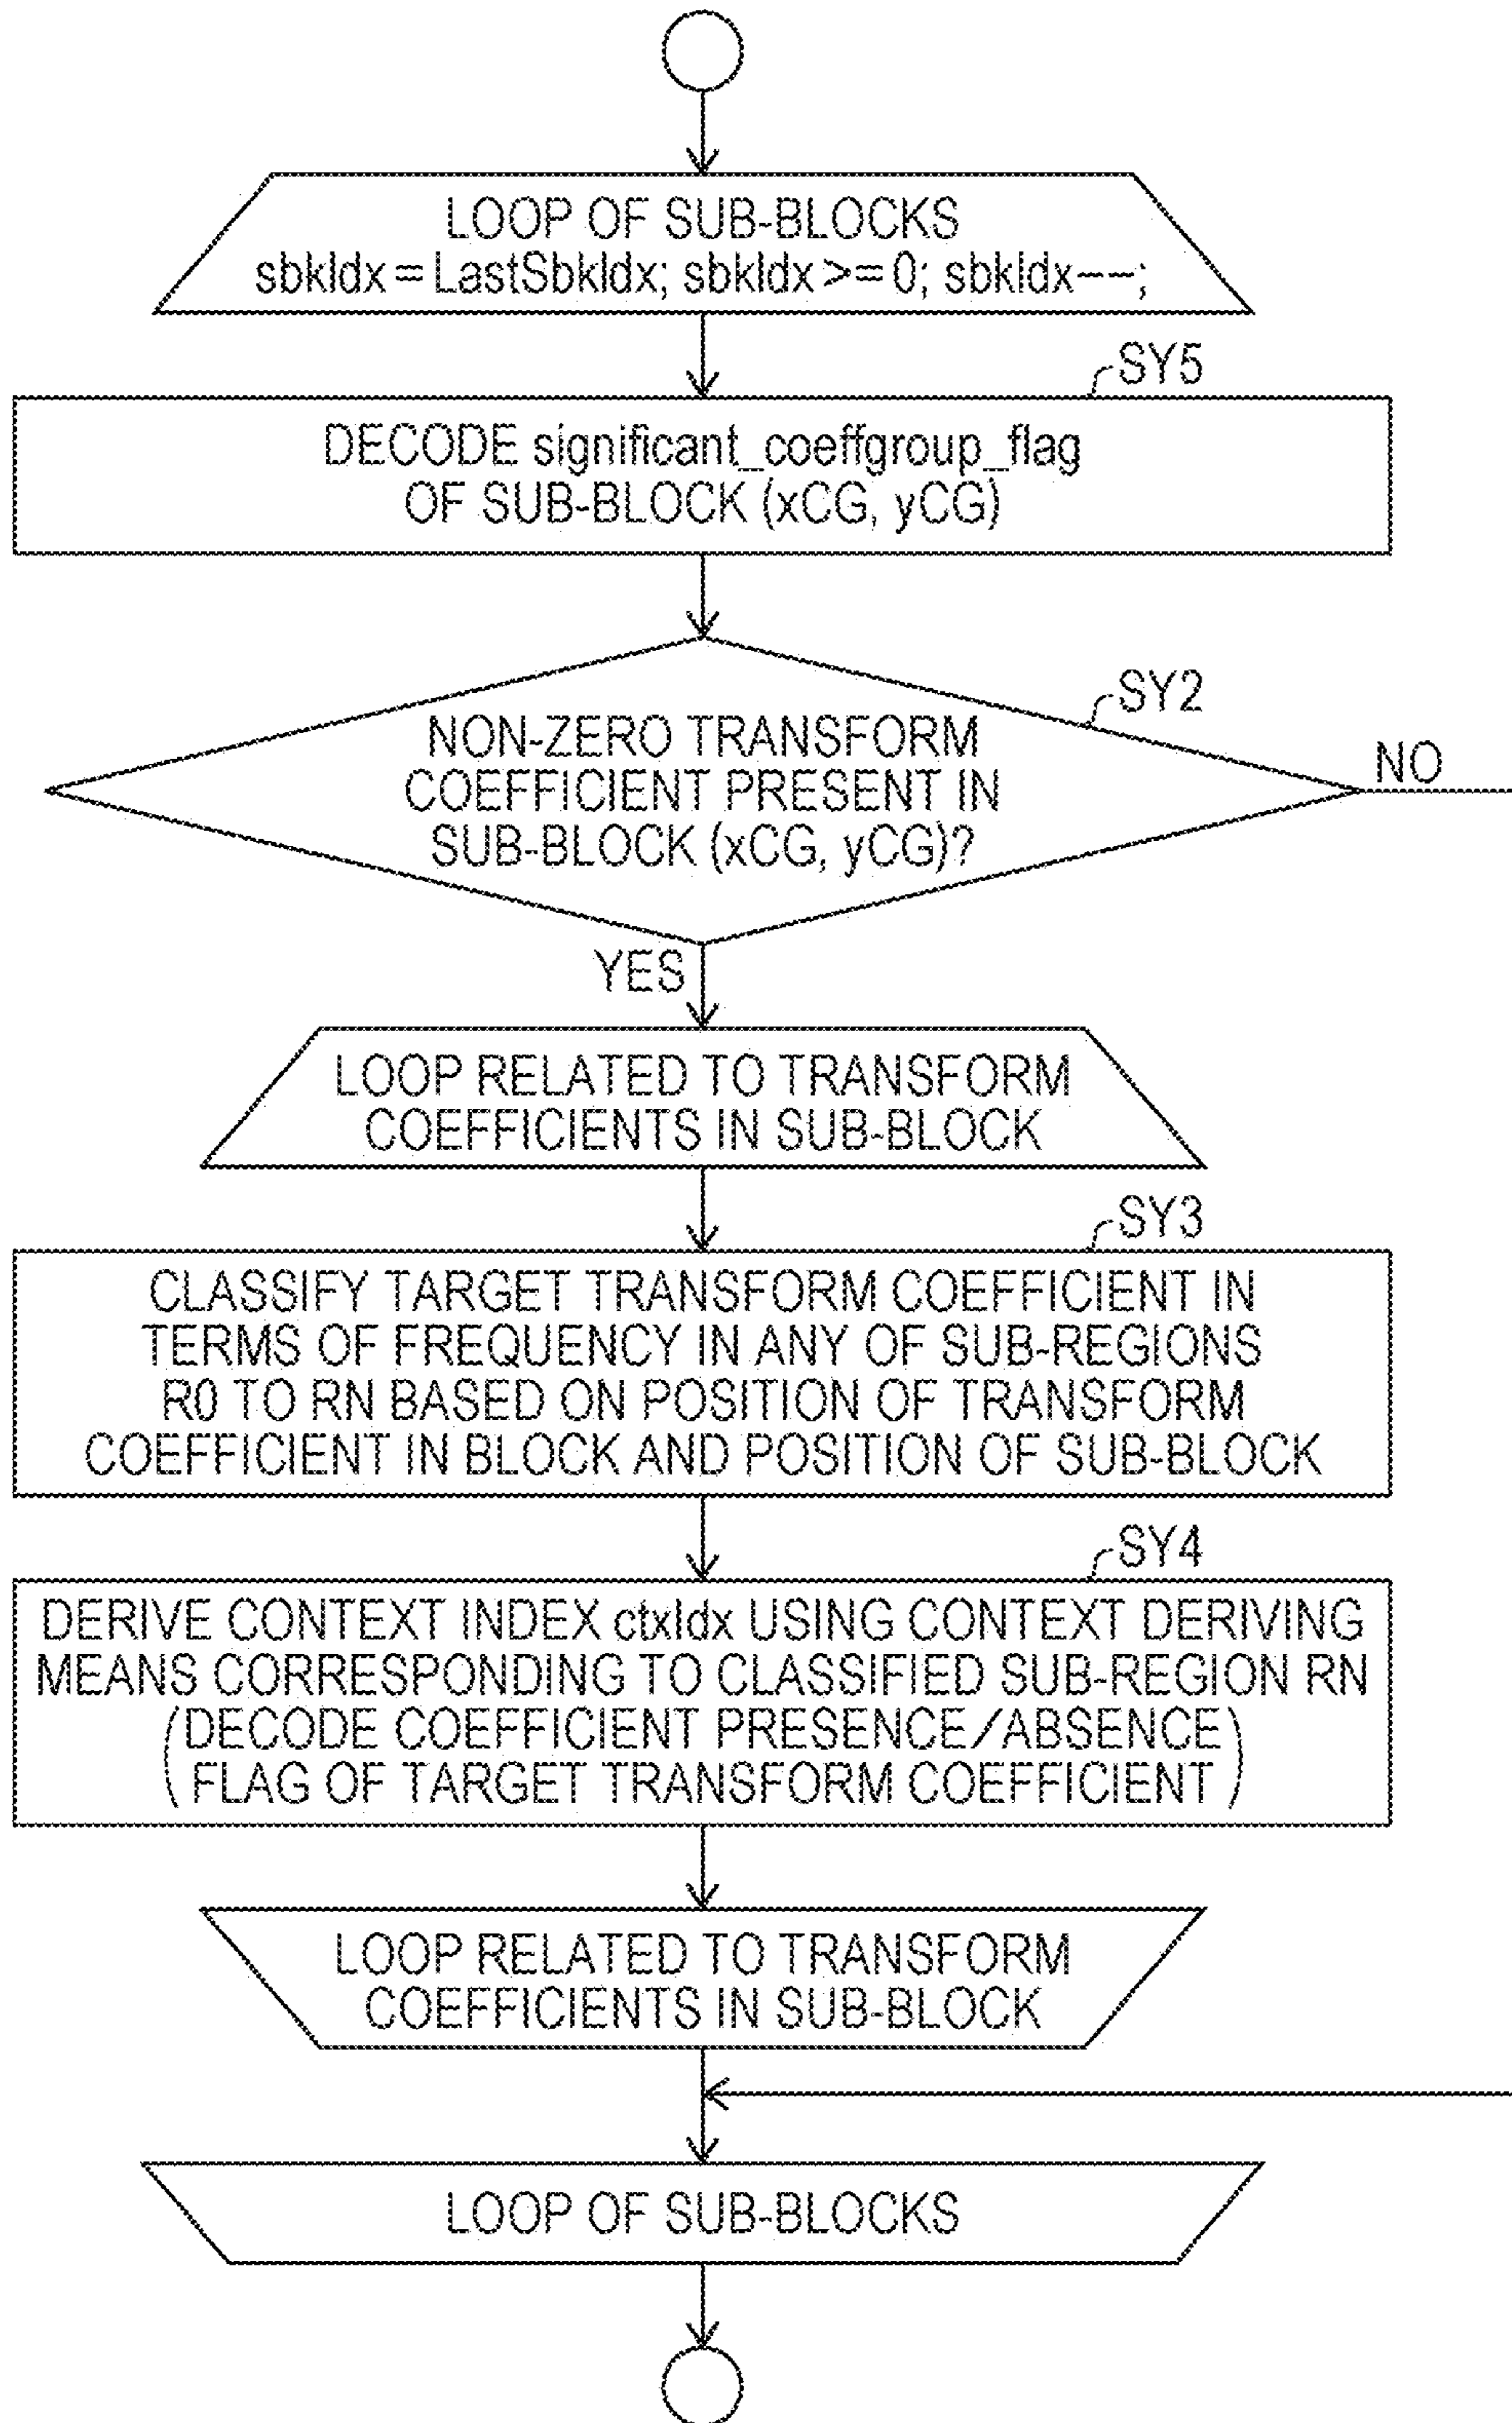 LOOP OF SUB-BLOCKS
sbkIdx=LastSbkIdx; sbkIdx>=0; sbkIdx--;
SY5
DECODE significant_coeffgroup_flag
OF SUB-BLOCK (xCG, yCG)
SY2
NON-ZERO TRANSFORM
COEFFICIENT PRESENT IN
SUB-BLOCK (xCG, yCG)?
NO
YES
LOOP RELATED TO TRANSFORM
COEFFICIENTS IN SUB-BLOCK
SY3
CLASSIFY TARGET TRANSFORM COEFFICIENT IN
TERMS OF FREQUENCY IN ANY OF SUB-REGIONS
R0 TO RN BASED ON POSITION OF TRANSFORM
COEFFICIENT IN BLOCK AND POSITION OF SUB-BLOCK
SY4
DERIVE CONTEXT INDEX ctxIdx USING CONTEXT DERIVING
MEANS CORRESPONDING TO CLASSIFIED SUB-REGION RN
(DECODE COEFFICIENT PRESENCE/ABSENCE
FLAG OF TARGET TRANSFORM COEFFICIENT)
LOOP RELATED TO TRANSFORM
COEFFICIENTS IN SUB-BLOCK
LOOP OF SUB-BLOCKS